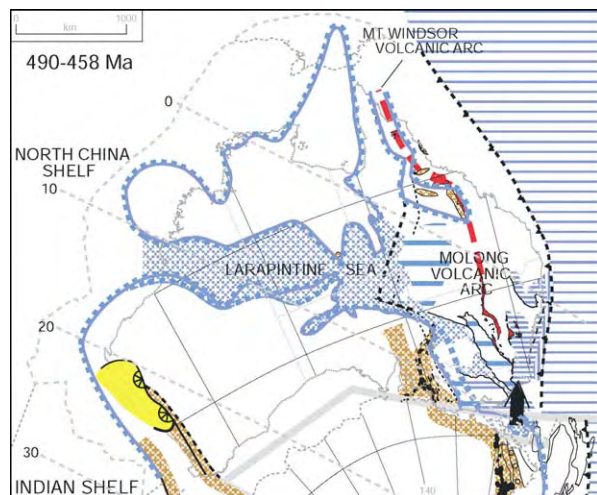 0 1000
km
490-458 Ma
MT WINDSOR
VOLCANIC ARC
0
NORTH CHINA
SHELF
10
LARAPINTINE SEA
MOLONG
VOLCANIC
ARC
20
30
INDIAN SHELF
140